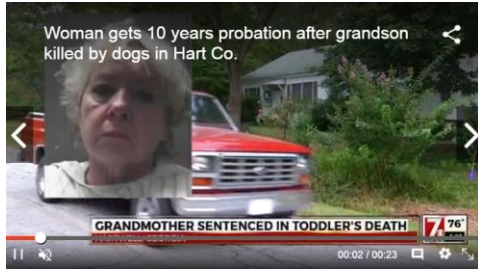 Woman gets 10 years probation after grandson
killed by dogs in Hart Co.
GRANDMOTHER SENTENCED IN TODDLER'S DEATH
7
76°
00:02 / 00:23